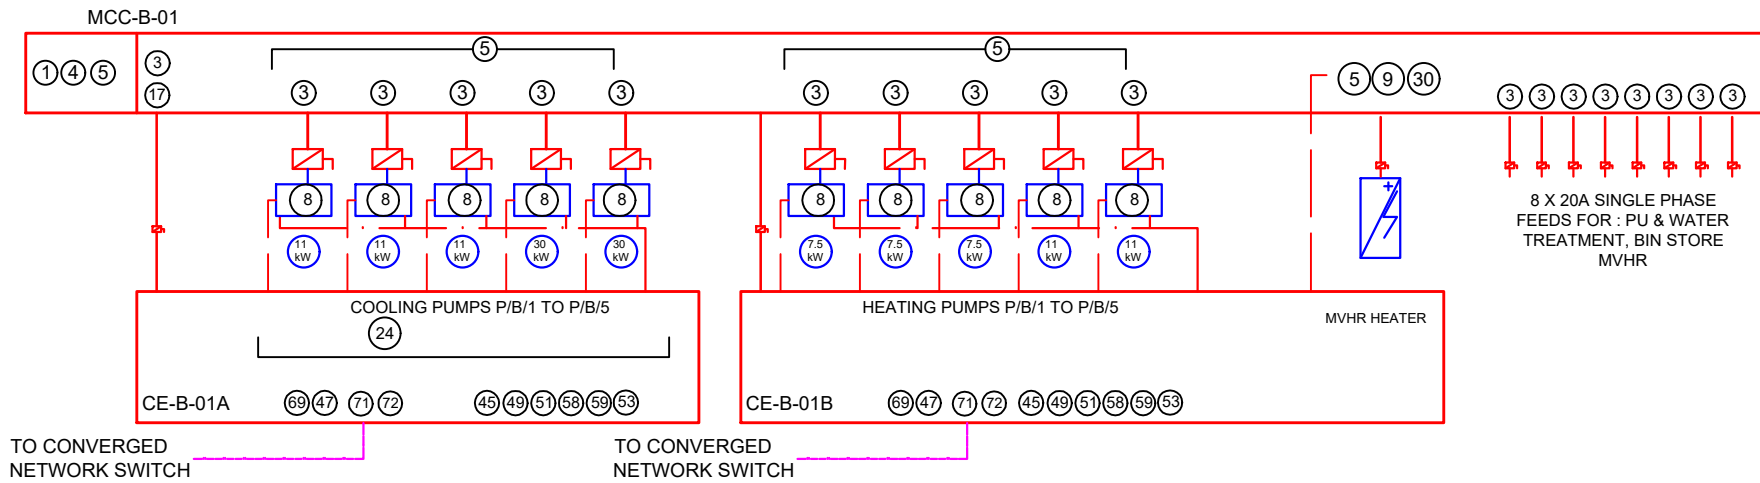 MCC-B-01
1 4 5
3
17
5
3 3 3 3 3
5
3 3 3 3 3
5 9 30
3 3 3 3 3 3 3 3
8 8 8 8 8
8 8 8 8 8
11 kW
11 kW
11 kW
30 kW
30 kW
7.5 kW
7.5 kW
7.5 kW
11 kW
11 kW
+
8 X 20A SINGLE PHASE
FEEDS FOR : PU & WATER
TREATMENT, BIN STORE
MVHR
COOLING PUMPS P/B/1 TO P/B/5
24
HEATING PUMPS P/B/1 TO P/B/5
MVHR HEATER
CE-B-01A
69 47 71 72 45 49 51 58 59 53
CE-B-01B
69 47 71 72 45 49 51 58 59 53
TO CONVERGED
NETWORK SWITCH
TO CONVERGED
NETWORK SWITCH